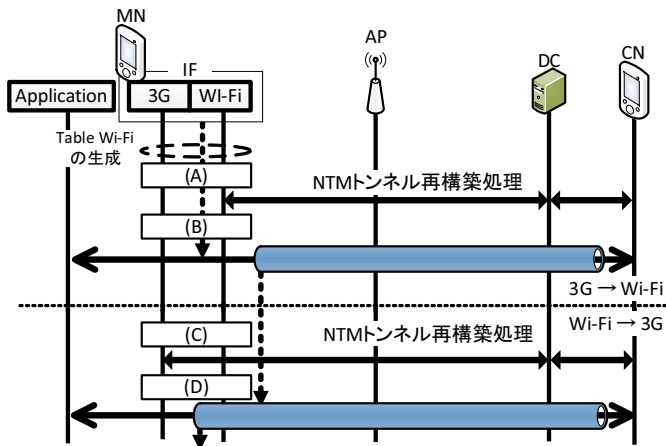 MN
IF
AP
DC
CN
Application
3G
WI-Fi
Table Wi-Fi
の生成
(A)
NTMトンネル再構築処理
(B)
3G → Wi-Fi
Wi-Fi → 3G
(C)
NTMトンネル再構築処理
(D)